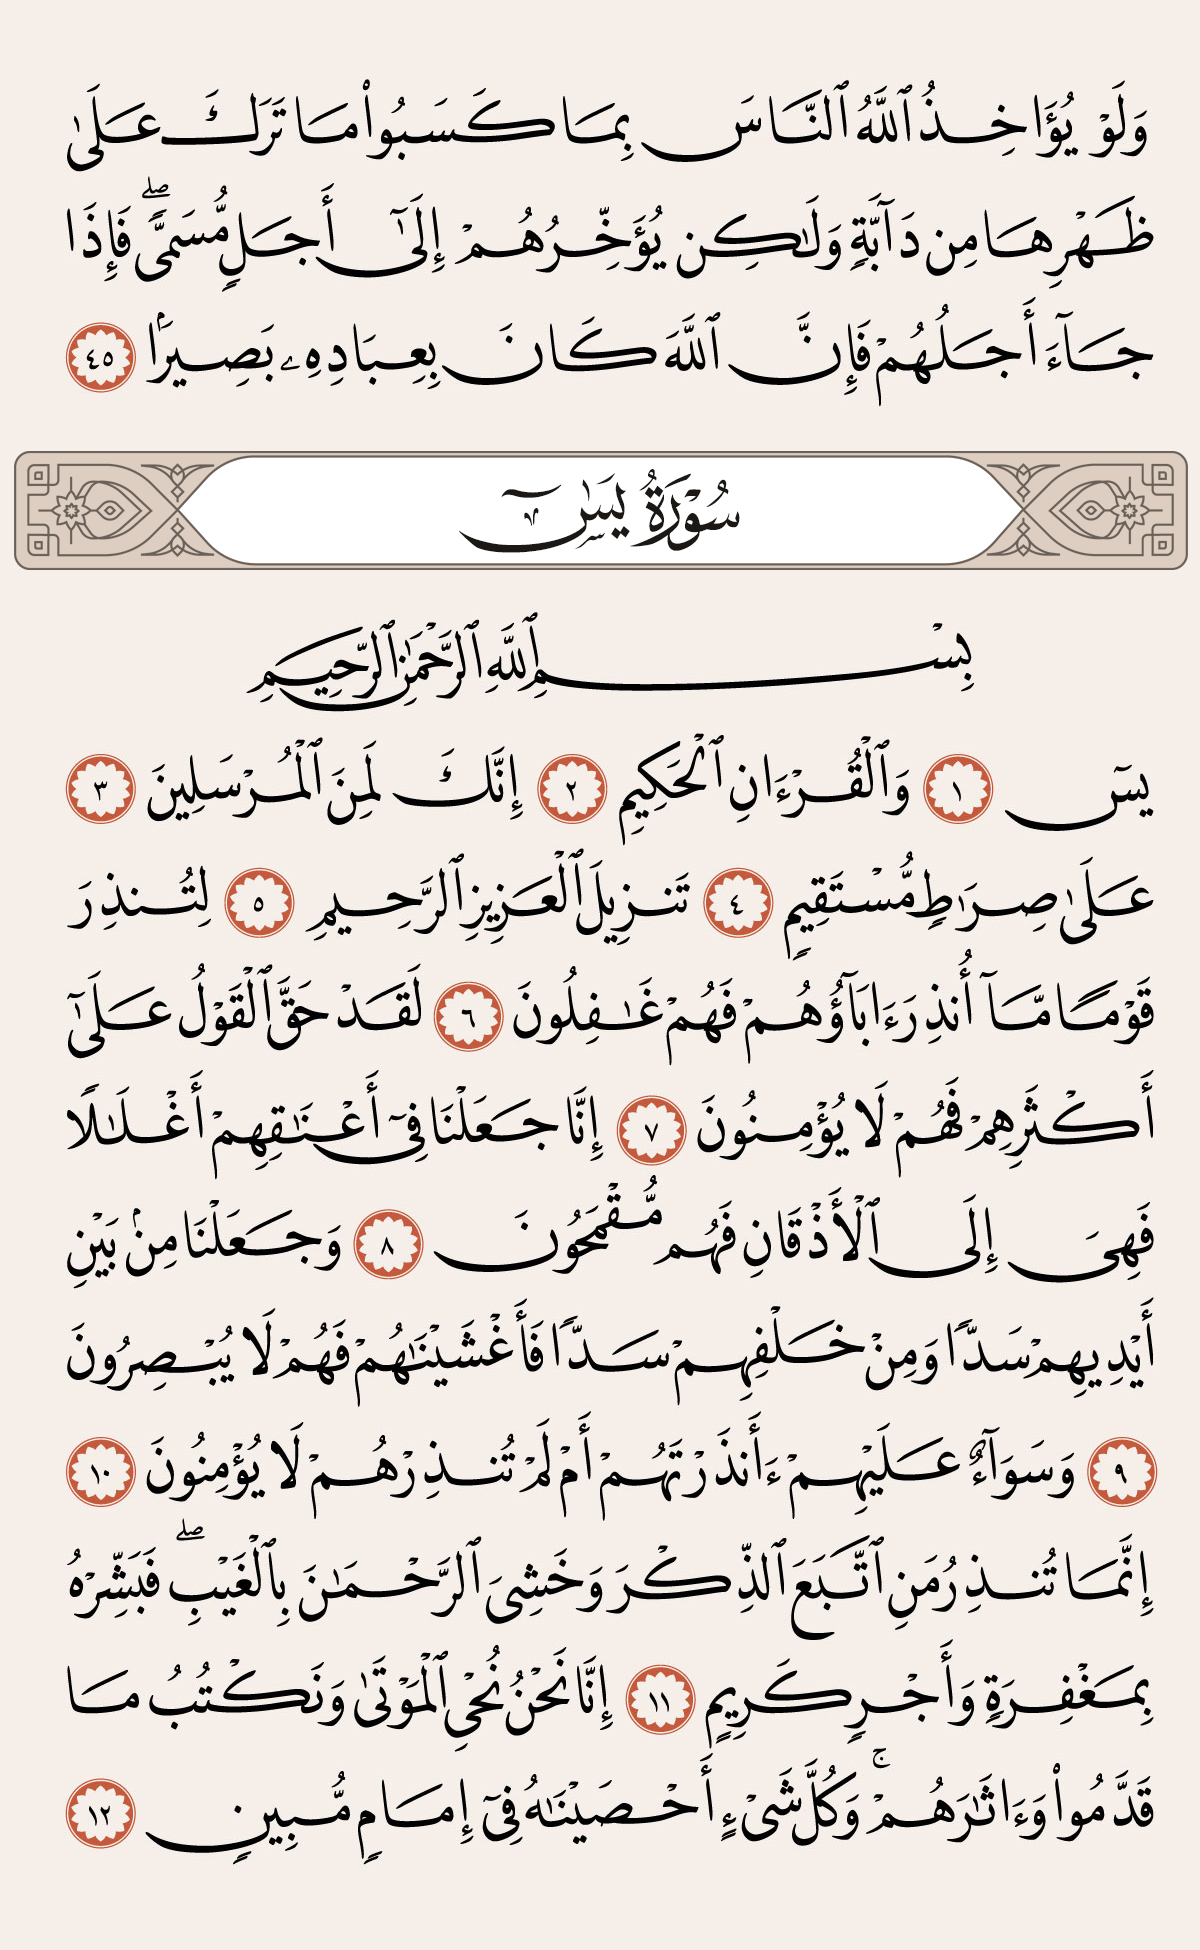 وَلَوْ يُؤَاخِذُ ٱللَّهُ ٱلنَّاسَ بِمَا كَسَبُوا۟ مَا تَرَكَ عَلَىٰ
ظَهْرِهَا مِن دَآبَّةٍ وَلَٰكِن يُؤَخِّرُهُمْ إِلَىٰٓ أَجَلٍ مُّسَمًّىۖ فَإِذَا
جَآءَ أَجَلُهُمْ فَإِنَّ ٱللَّهَ كَانَ بِعِبَادِهِۦ بَصِيرًۢا ٤٥
سُورَةُ يسٓ
بِسْمِ ٱللَّهِ ٱلرَّحْمَٰنِ ٱلرَّحِيمِ
يسٓ ١ وَٱلْقُرْءَانِ ٱلْحَكِيمِ ٢ إِنَّكَ لَمِنَ ٱلْمُرْسَلِينَ ٣
عَلَىٰ صِرَٰطٍ مُّسْتَقِيمٍ ٤ تَنزِيلَ ٱلْعَزِيزِ ٱلرَّحِيمِ ٥ لِتُنذِرَ
قَوْمًا مَّآ أُنذِرَ ءَابَآؤُهُمْ فَهُمْ غَٰفِلُونَ ٦ لَقَدْ حَقَّ ٱلْقَوْلُ عَلَىٰٓ
أَكْثَرِهِمْ فَهُمْ لَا يُؤْمِنُونَ ٧ إِنَّا جَعَلْنَا فِىٓ أَعْنَٰقِهِمْ أَغْلَٰلًا
فَهِىَ إِلَى ٱلْأَذْقَانِ فَهُم مُّقْمَحُونَ ٨ وَجَعَلْنَا مِنۢ بَيْنِ
أَيْدِيهِمْ سَدًّا وَمِنْ خَلْفِهِمْ سَدًّا فَأَغْشَيْنَٰهُمْ فَهُمْ لَا يُبْصِرُونَ
٩ وَسَوَآءٌ عَلَيْهِمْ ءَأَنذَرْتَهُمْ أَمْ لَمْ تُنذِرْهُمْ لَا يُؤْمِنُونَ ١٠
إِنَّمَا تُنذِرُ مَنِ ٱتَّبَعَ ٱلذِّكْرَ وَخَشِىَ ٱلرَّحْمَٰنَ بِٱلْغَيْبِۖ فَبَشِّرْهُ
بِمَغْفِرَةٍ وَأَجْرٍ كَرِيمٍ ١١ إِنَّا نَحْنُ نُحْىِ ٱلْمَوْتَىٰ وَنَكْتُبُ مَا
قَدَّمُوا۟ وَءَاثَٰرَهُمْۚ وَكُلَّ شَىْءٍ أَحْصَيْنَٰهُ فِىٓ إِمَامٍ مُّبِينٍ ١٢